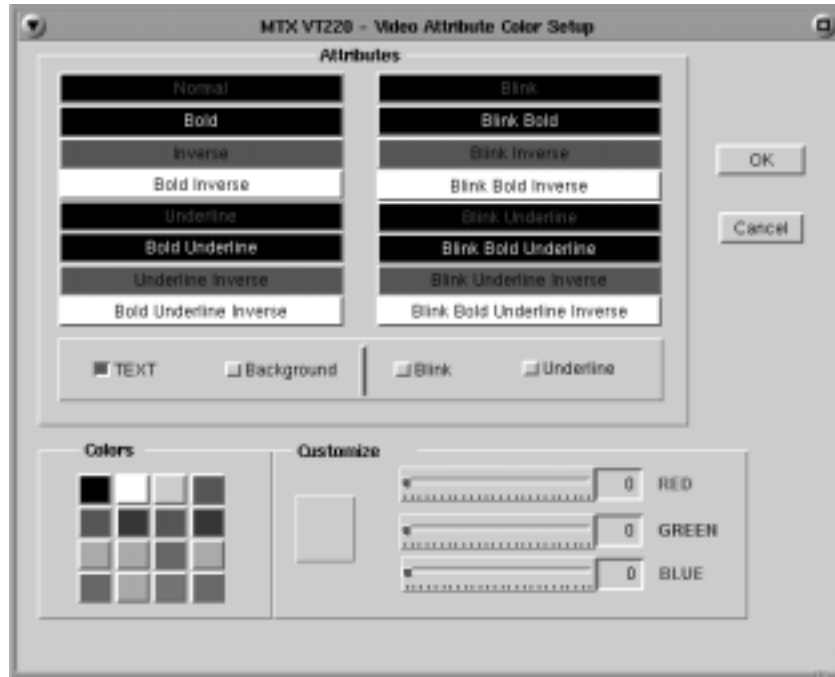 MTX VT220 - Video Attribute Color Setup
Attributes
Normal
Blink
Bold
Blink Bold
Inverse
Blink Inverse
Bold Inverse
Blink Bold Inverse
Underline
Blink Underline
Bold Underline
Blink Bold Underline
Underline Inverse
Blink Underline Inverse
Bold Underline Inverse
Blink Bold Underline Inverse
OK
Cancel
TEXT
Background
Blink
Underline
Colors
Customize
0 RED
0 GREEN
0 BLUE